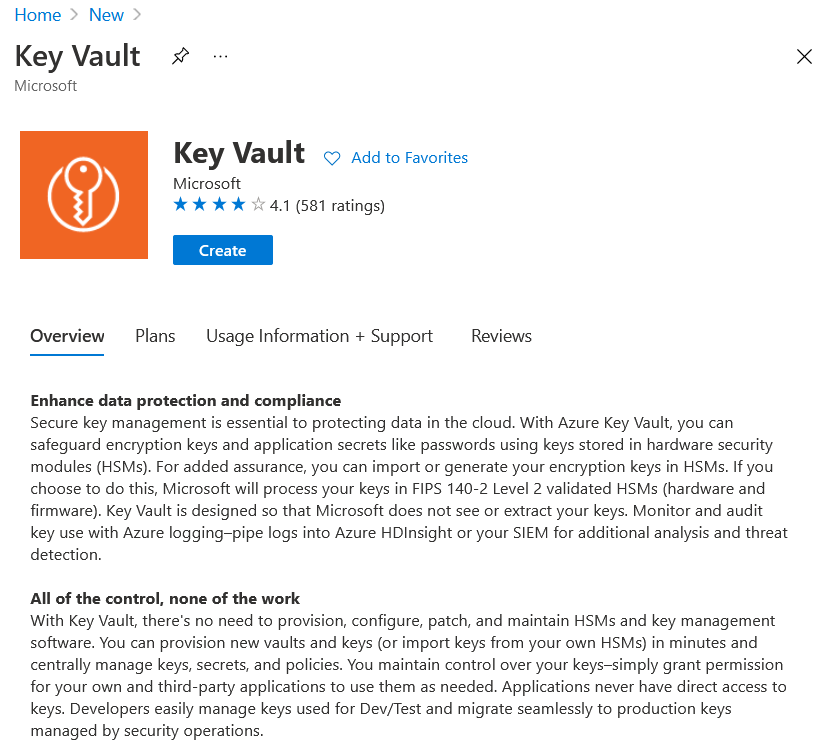 Home > New >
Key Vault ...
Microsoft
Key Vault Add to Favorites
Microsoft
4.1 (581 ratings)
Create
Overview Plans Usage Information + Support Reviews
Enhance data protection and compliance
Secure key management is essential to protecting data in the cloud. With Azure Key Vault, you can
safeguard encryption keys and application secrets like passwords using keys stored in hardware security
modules (HSMs). For added assurance, you can import or generate your encryption keys in HSMs. If you
choose to do this, Microsoft will process your keys in FIPS 140-2 Level 2 validated HSMs (hardware and
firmware). Key Vault is designed so that Microsoft does not see or extract your keys. Monitor and audit
key use with Azure logging–pipe logs into Azure HDInsight or your SIEM for additional analysis and threat
detection.
All of the control, none of the work
With Key Vault, there's no need to provision, configure, patch, and maintain HSMs and key management
software. You can provision new vaults and keys (or import keys from your own HSMs) in minutes and
centrally manage keys, secrets, and policies. You maintain control over your keys–simply grant permission
for your own and third-party applications to use them as needed. Applications never have direct access to
keys. Developers easily manage keys used for Dev/Test and migrate seamlessly to production keys
managed by security operations.